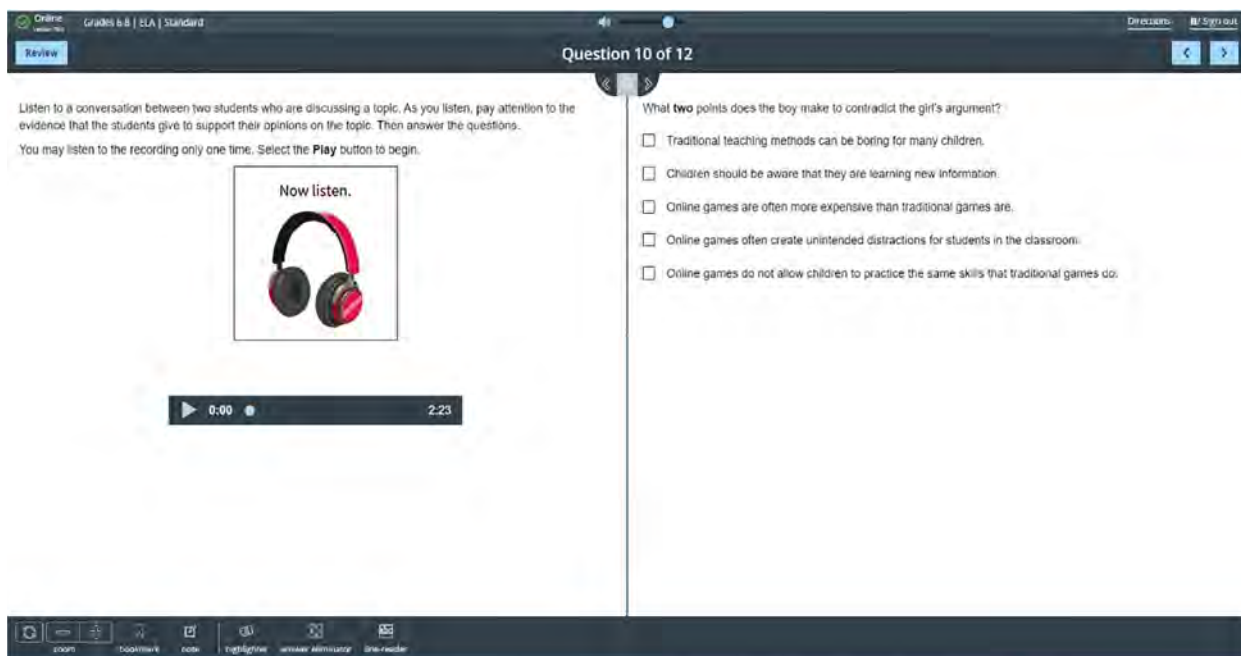 Online
Grades 6-8 | ELA | Standard
Directions
Sign out
Review
Question 10 of 12
Listen to a conversation between two students who are discussing a topic. As you listen, pay attention to the
evidence that the students give to support their opinions on the topic. Then answer the questions.
You may listen to the recording only one time. Select the Play button to begin.
Now listen.
0:00
2:23
What two points does the boy make to contradict the girl's argument?
Traditional teaching methods can be boring for many children.
Children should be aware that they are learning new information.
Online games are often more expensive than traditional games are.
Online games often create unintended distractions for students in the classroom.
Online games do not allow children to practice the same skills that traditional games do.
zoom
bookmark
note
highlighter
answer eliminator
line-reader